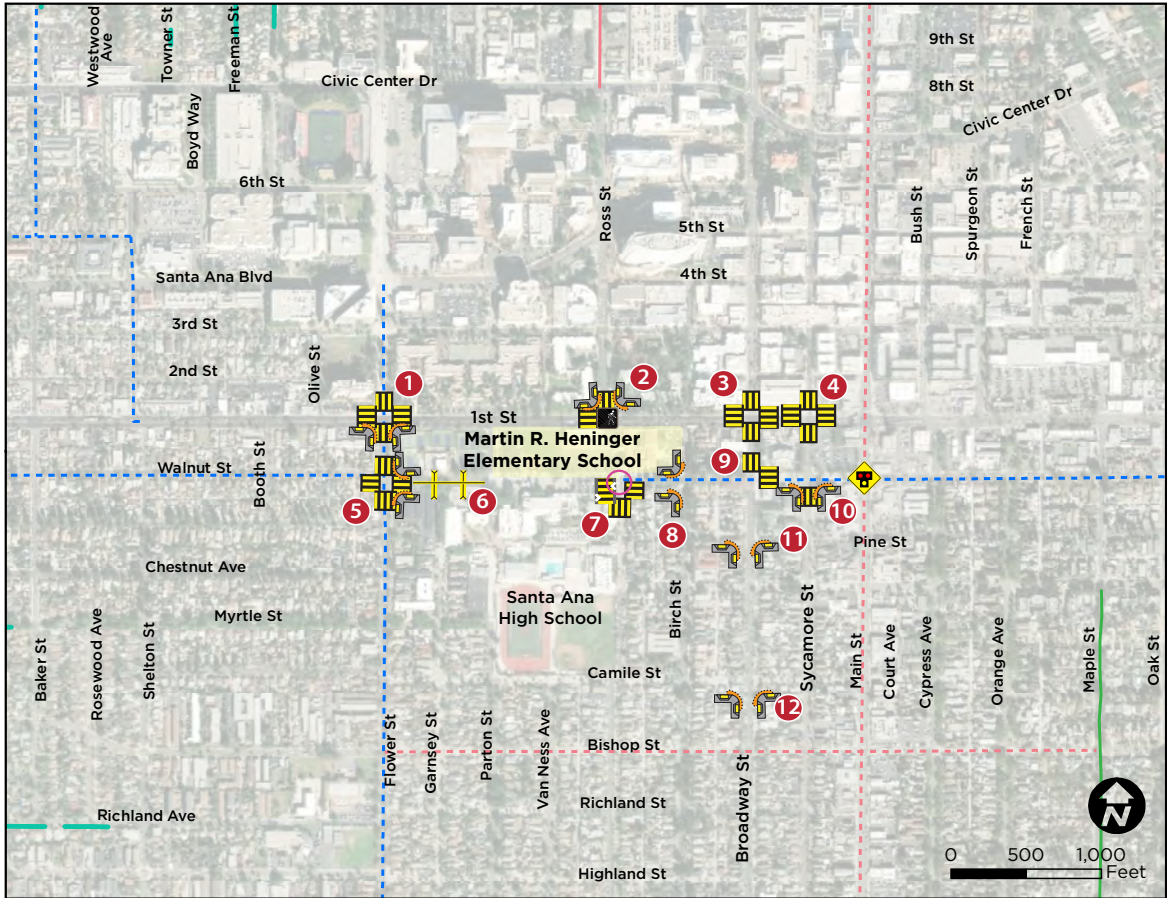 Westwood
Ave
Towner St
Freeman St
9th St
8th St
Civic Center Dr
Civic Center Dr
Boyd Way
6th St
Ross St
Bush St
Spurgeon St
French St
5th St
4th St
Santa Ana Blvd
3rd St
2nd St
Olive St
1
2
3
4
1st St
Martin R. Heninger
Elementary School
Walnut St
Booth St
5
6
7
8
9
10
11
Pine St
Chestnut Ave
Myrtle St
Santa Ana
High School
Birch St
Camile St
Sycamore St
Main St
Court Ave
Cypress Ave
Orange Ave
Maple St
Oak St
Baker St
Rosewood Ave
Shelton St
12
Flower St
Garnsey St
Parton St
Van Ness Ave
Bishop St
Broadway St
Richland St
Richland Ave
Highland St
N
0 500 1,000
Feet